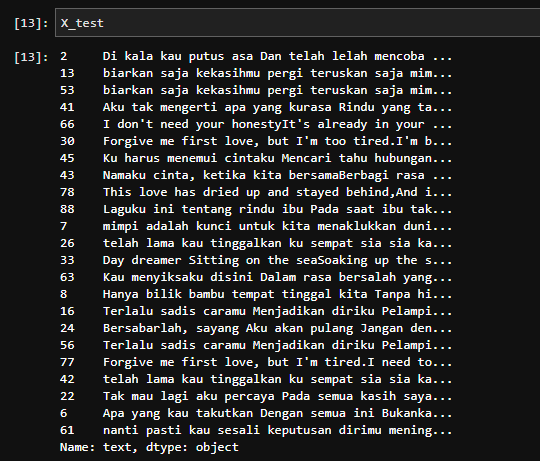 [13]: X_test
[13]: 2 Di kala kau putus asa Dan telah lelah mencoba ...
13 biarkan saja kekasihmu pergi teruskan saja mim...
53 biarkan saja kekasihmu pergi teruskan saja mim...
41 Aku tak mengerti apa yang kurasa Rindu yang ta...
66 I don't need your honestyIt's already in your ...
30 Forgive me first love, but I'm too tired.I'm b...
45 Ku harus menemui cintaku Mencari tahu hubungan...
43 Namaku cinta, ketika kita bersamaBerbagi rasa ...
78 This love has dried up and stayed behind,And i...
88 Laguku ini tentang rindu ibu Pada saat ibu tak...
7 mimpi adalah kunci untuk kita menaklukkan duni...
26 telah lama kau tinggalkan ku sempat sia sia ka...
33 Day dreamer Sitting on the seaSoaking up the s...
63 Kau menyiksaku disini Dalam rasa bersalah yang...
8 Hanya bilik bambu tempat tinggal kita Tanpa hi...
16 Terlalu sadis caramu Menjadikan diriku Pelampi...
24 Bersabarlah, sayang Aku akan pulang Jangan den...
56 Terlalu sadis caramu Menjadikan diriku Pelampi...
77 Forgive me first love, but I'm tired.I need to...
42 telah lama kau tinggalkan ku sempat sia sia ka...
22 Tak mau lagi aku percaya Pada semua kasih saya...
6 Apa yang kau takutkan Dengan semua ini Bukanka...
61 nanti pasti kau sesali keputusan dirimu mening...
Name: text, dtype: object